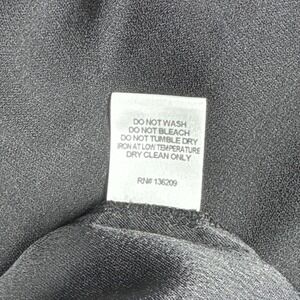 DO NOT WASH
DO NOT BLEACH
DO NOT TUMBLE DRY
IRON AT LOW TEMPERATURE
DRY CLEAN ONLY
RN# 136209